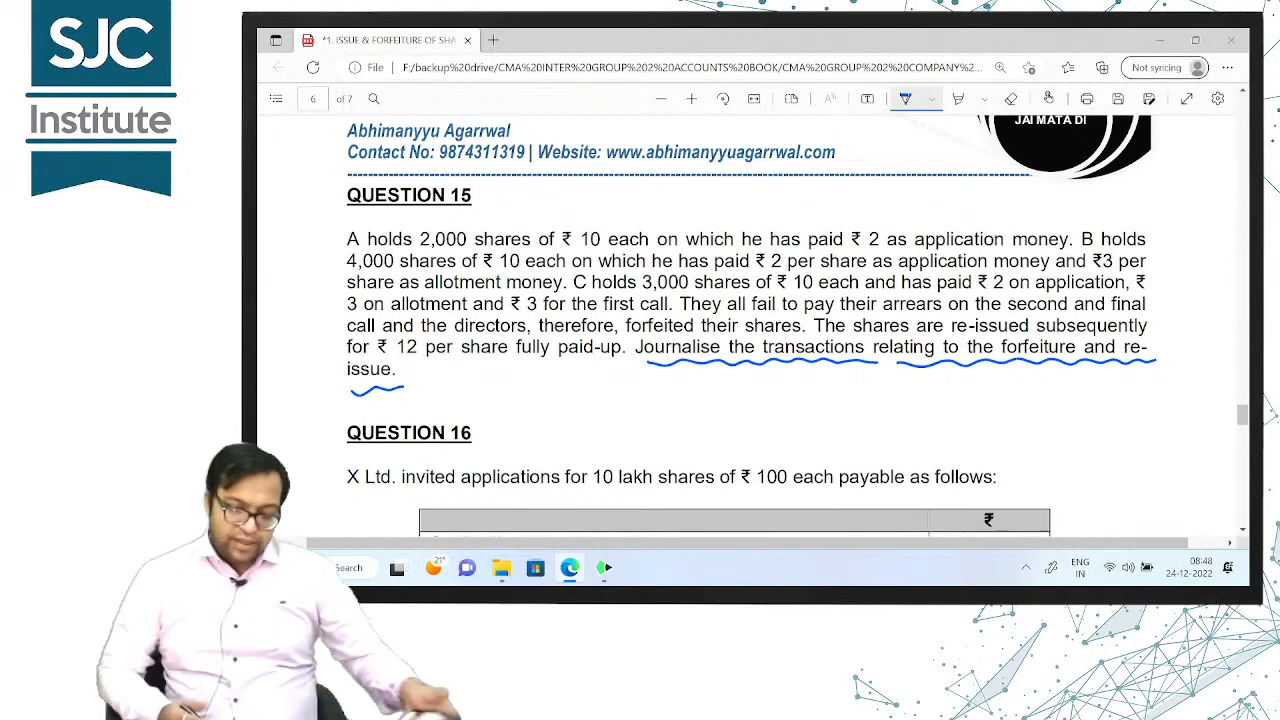 SJC
Institute
*1. ISSUE & FORFEITURE OF SHA
File
F:/backup%20drive/CMA%20INTER%20GROUP%202%20ACCOUNTS%20BOOK/CMA%20GROUP%202%20COMPANY%...
Not syncing
6 of 7
JAI MATA DI
Abhimanyyu Agarrwal
Contact No: 9874311319 | Website: www.abhimanyyuagarrwal.com
QUESTION 15
A holds 2,000 shares of ₹ 10 each on which he has paid ₹ 2 as application money. B holds
4,000 shares of ₹ 10 each on which he has paid ₹ 2 per share as application money and ₹3 per
share as allotment money. C holds 3,000 shares of ₹ 10 each and has paid ₹ 2 on application, ₹
3 on allotment and ₹ 3 for the first call. They all fail to pay their arrears on the second and final
call and the directors, therefore, forfeited their shares. The shares are re-issued subsequently
for ₹ 12 per share fully paid-up. Journalise the transactions relating to the forfeiture and re-
issue.
QUESTION 16
X Ltd. invited applications for 10 lakh shares of ₹ 100 each payable as follows:
₹
Search
21°
ENG
IN
08:48
24-12-2022